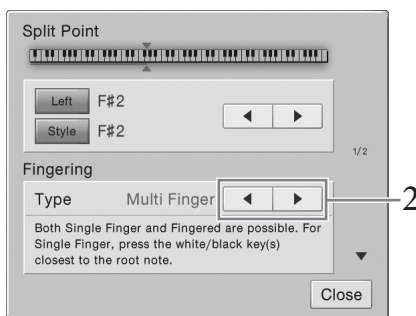 Split Point
Left F#2
Style F#2
1/2
Fingering
Type Multi Finger
2
Both Single Finger and Fingered are possible. For
Single Finger, press the white/black key(s)
closest to the root note.
Close